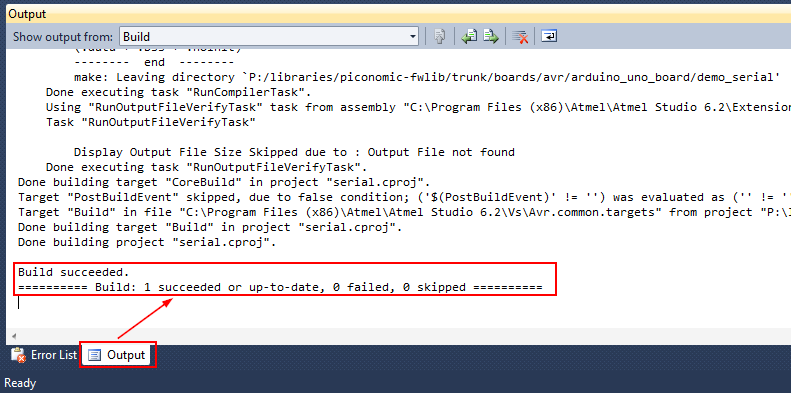 Output
Show output from: Build
-------- end --------
make: Leaving directory `P:/libraries/piconomic-fwlib/trunk/boards/avr/arduino_uno_board/demo_serial'
Done executing task "RunCompilerTask".
Using "RunOutputFileVerifyTask" task from assembly "C:\Program Files (x86)\Atmel\Atmel Studio 6.2\Extension
Task "RunOutputFileVerifyTask"
Display Output File Size Skipped due to : Output File not found
Done executing task "RunOutputFileVerifyTask".
Done building target "CoreBuild" in project "serial.cproj".
Target "PostBuildEvent" skipped, due to false condition; ('$(PostBuildEvent)' != '') was evaluated as ('' != '
Target "Build" in file "C:\Program Files (x86)\Atmel\Atmel Studio 6.2\Vs\Avr.common.targets" from project "P:\
Done building target "Build" in project "serial.cproj".
Done building project "serial.cproj".
Build succeeded.
========== Build: 1 succeeded or up-to-date, 0 failed, 0 skipped ==========
Error List Output
Ready